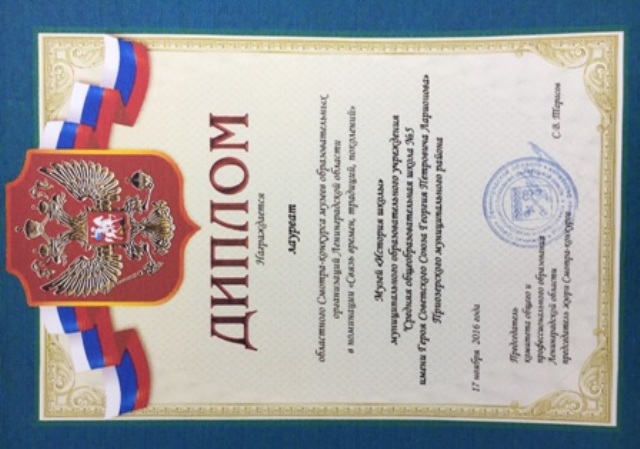 ДИПЛОМ
Награждается
лауреат
областного Смотра-конкурса музеев образовательных
организаций Ленинградской области
в номинации «Связь времен, традиций, поколений»
Музей «История школы»
муниципального образовательного учреждения
"Средняя общеобразовательная школа №5
имени Героя Советского Союза Георгия Петровича Ларионова»
Приозерского муниципального района
17 ноября 2016 года
Председатель
комитета общего и
профессионального образования
Ленинградской области
председатель жюри Смотра-конкурса
С.В. Тарасов